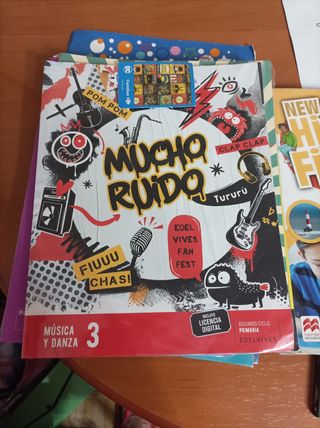 POM POM
CLAP CLAP
MUCHO
RUIDO
Tururú
EDEL
VIVES
FAN
FEST
FIUUU
CHAS!
MÚSICA
Y DANZA 3
INCLUYE
LICENCIA
DIGITAL
SEGUNDO CICLO
PRIMARIA
EDELVIVES
NEW